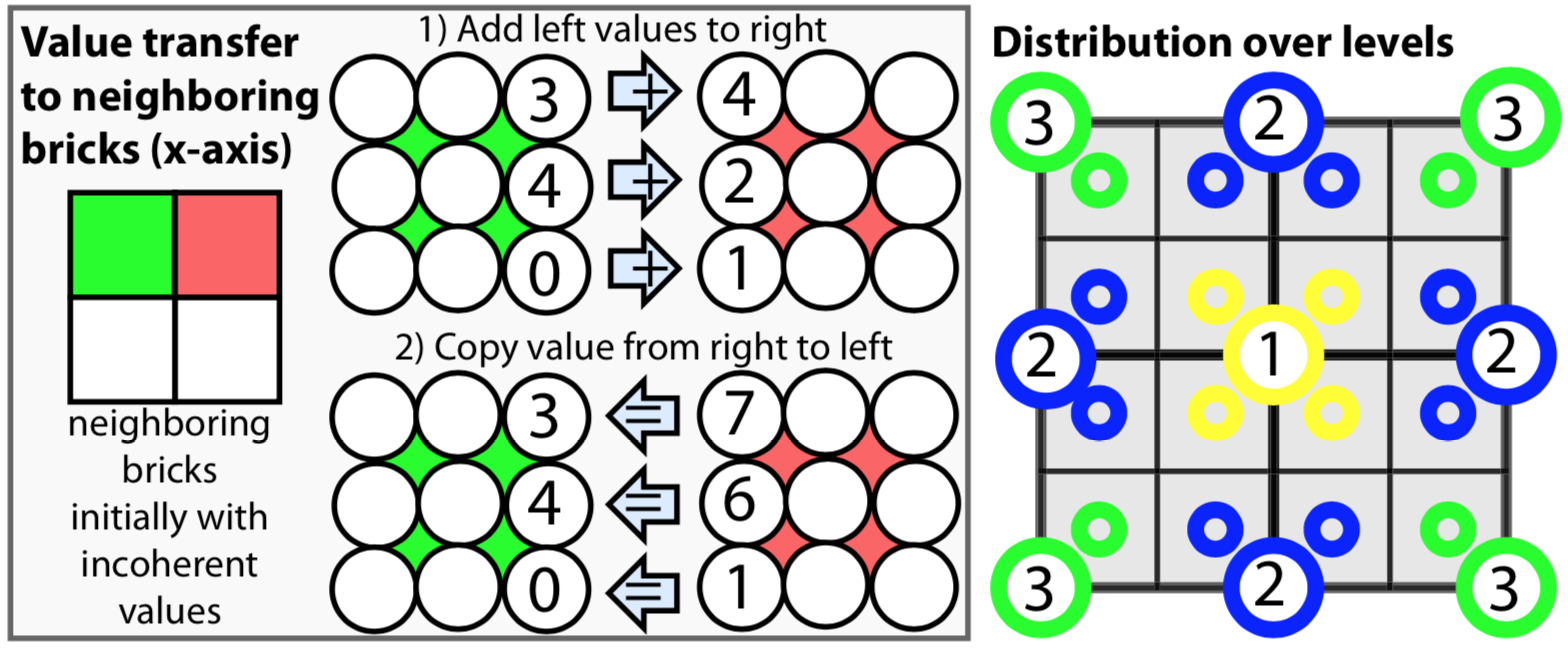 Value transfer
to neighboring
bricks (x-axis)
neighboring
bricks
initially with
incoherent
values
1) Add left values to right
3 + 4
4 + 2
0 + 1
2) Copy value from right to left
3 = 7
4 = 6
0 = 1
Distribution over levels
3 2 3
2 1 2
3 2 3